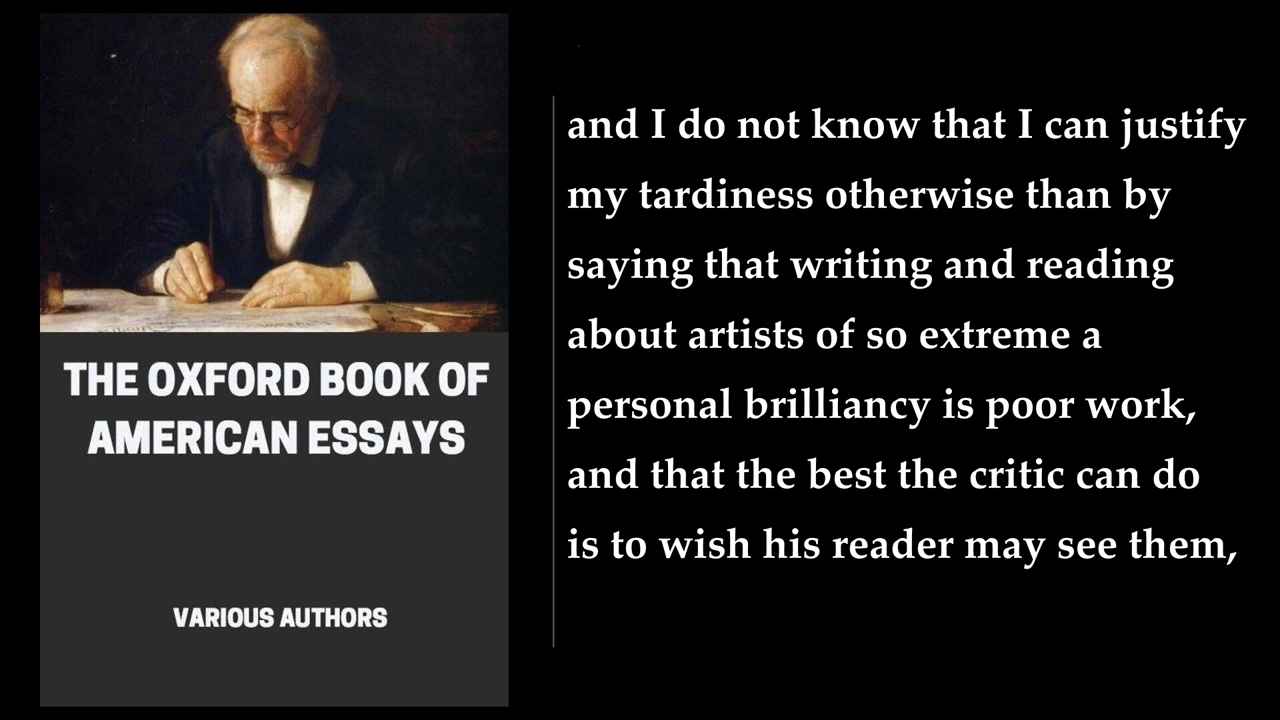 THE OXFORD BOOK OF
AMERICAN ESSAYS
VARIOUS AUTHORS
and I do not know that I can justify
my tardiness otherwise than by
saying that writing and reading
about artists of so extreme a
personal brilliancy is poor work,
and that the best the critic can do
is to wish his reader may see them,